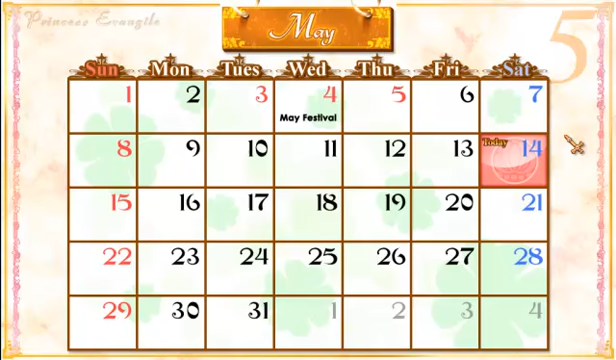 Princess Evangile
May
5
Sun Mon Tues Wed Thu Fri Sat
1 2 3 4 5 6 7
May Festival
Today
8 9 10 11 12 13 14
15 16 17 18 19 20 21
22 23 24 25 26 27 28
29 30 31 1 2 3 4